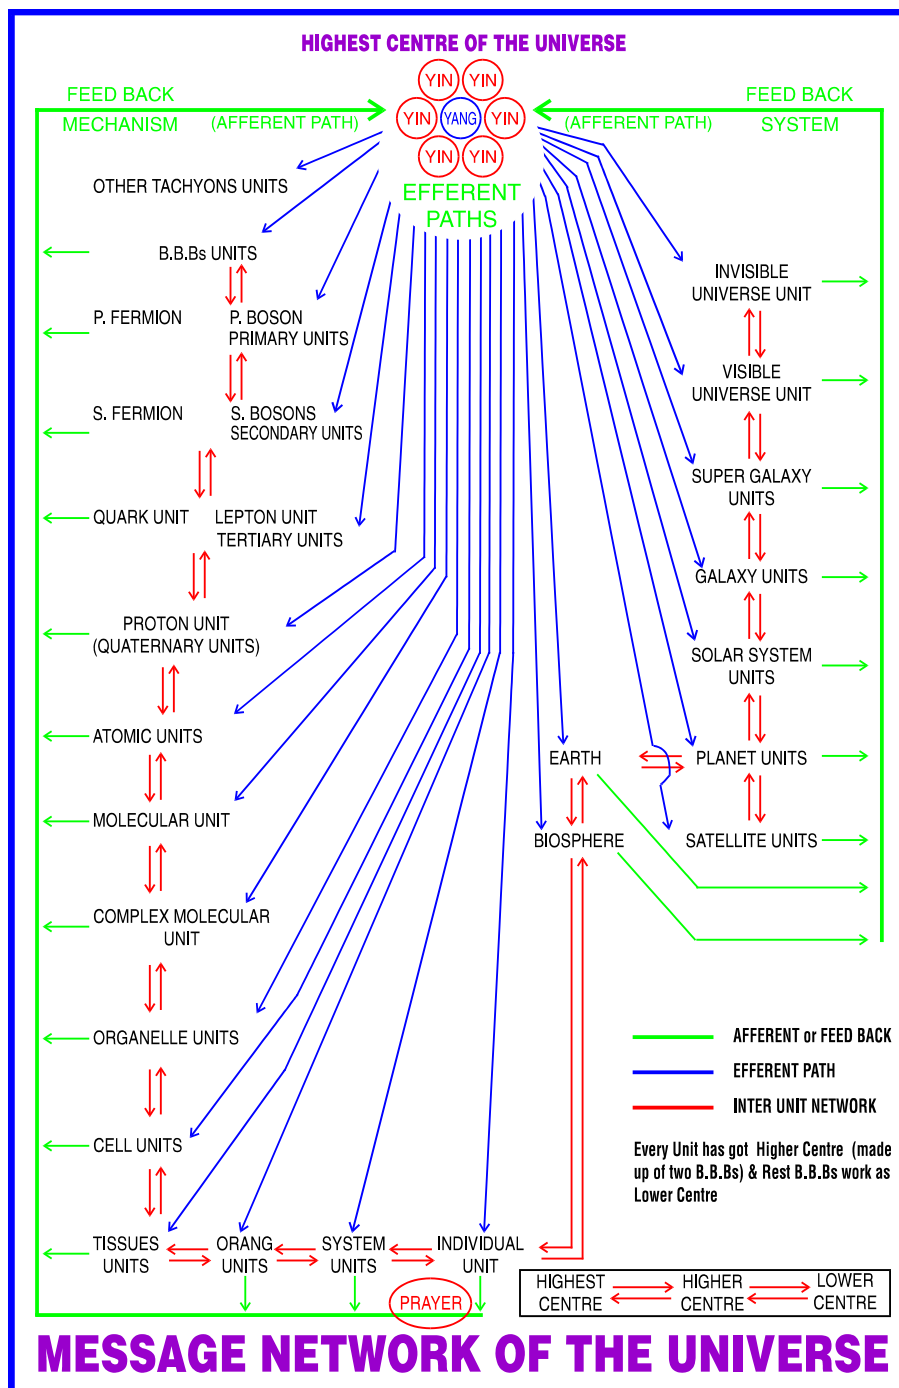 HIGHEST CENTRE OF THE UNIVERSE
YIN YIN
YIN YANG YIN
YIN YIN
FEED BACK
MECHANISM (AFFERENT PATH)
FEED BACK
(AFFERENT PATH) SYSTEM
EFFERENT
PATHS
OTHER TACHYONS UNITS
B.B.Bs UNITS
P. FERMION P. BOSON
PRIMARY UNITS
S. FERMION S. BOSONS
SECONDARY UNITS
QUARK UNIT LEPTON UNIT
TERTIARY UNITS
PROTON UNIT
(QUATERNARY UNITS)
ATOMIC UNITS
MOLECULAR UNIT
COMPLEX MOLECULAR
UNIT
ORGANELLE UNITS
CELL UNITS
TISSUES
UNITS
ORANG
UNITS
SYSTEM
UNITS
INDIVIDUAL
UNIT
INVISIBLE
UNIVERSE UNIT
VISIBLE
UNIVERSE UNIT
SUPER GALAXY
UNITS
GALAXY UNITS
SOLAR SYSTEM
UNITS
EARTH
PLANET UNITS
BIOSPHERE
SATELLITE UNITS
AFFERENT or FEED BACK
EFFERENT PATH
INTER UNIT NETWORK
Every Unit has got Higher Centre (made
up of two B.B.Bs) & Rest B.B.Bs work as
Lower Centre
HIGHEST HIGHER LOWER
CENTRE CENTRE CENTRE
PRAYER
MESSAGE NETWORK OF THE UNIVERSE